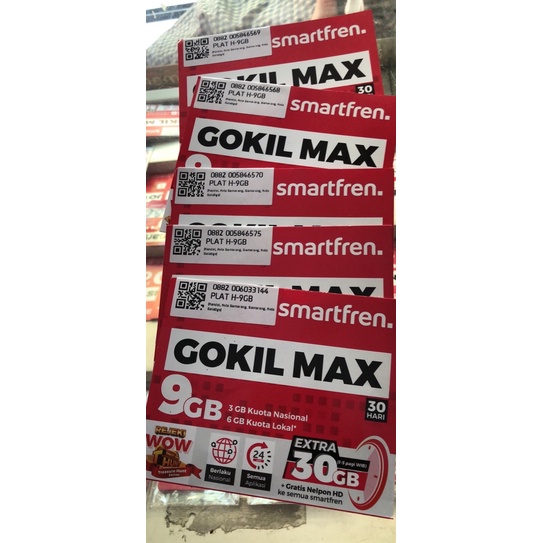 0882 005846569
PLAT H-9GB
smartfren.
GOKIL MAX
30
0882 005846568
PLAT H-9GB
smartfren.
GOKIL MAX
0882 005846570
PLAT H-9GB
smartfren.
0882 005846575
PLAT H-9GB
smartfren.
0882 006033144
PLAT H-9GB
smartfren.
GOKIL MAX
9GB
3 GB Kuota Nasional
6 GB Kuota Lokal*
30
HARI
REJEKI
WOW
Berlaku
Nasional
24
Semua
Aplikasi
EXTRA
30GB
+ Gratis Nelpon HD
ke semua smartfren